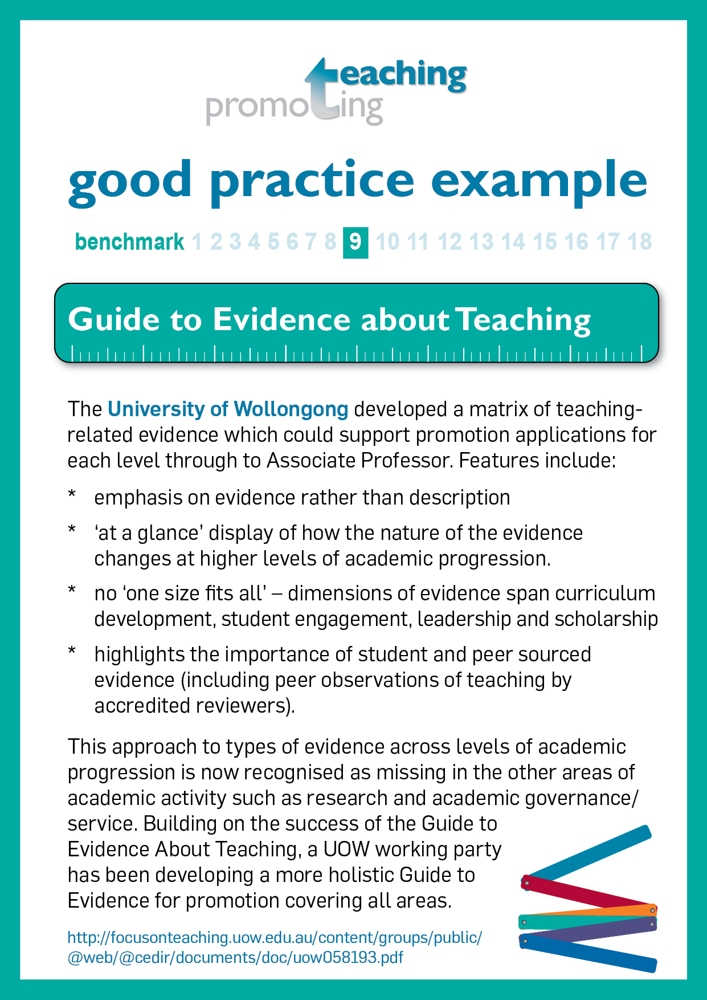 teaching
promoting
good practice example
benchmark 1 2 3 4 5 6 7 8 9 10 11 12 13 14 15 16 17 18
Guide to Evidence about Teaching
The University of Wollongong developed a matrix of teaching-
related evidence which could support promotion applications for
each level through to Associate Professor. Features include:
* emphasis on evidence rather than description
* ‘at a glance’ display of how the nature of the evidence
changes at higher levels of academic progression.
* no ‘one size fits all’ – dimensions of evidence span curriculum
development, student engagement, leadership and scholarship
* highlights the importance of student and peer sourced
evidence (including peer observations of teaching by
accredited reviewers).
This approach to types of evidence across levels of academic
progression is now recognised as missing in the other areas of
academic activity such as research and academic governance/
service. Building on the success of the Guide to
Evidence About Teaching, a UOW working party
has been developing a more holistic Guide to
Evidence for promotion covering all areas.
http://focusonteaching.uow.edu.au/content/groups/public/
@web/@cedir/documents/doc/uow058193.pdf